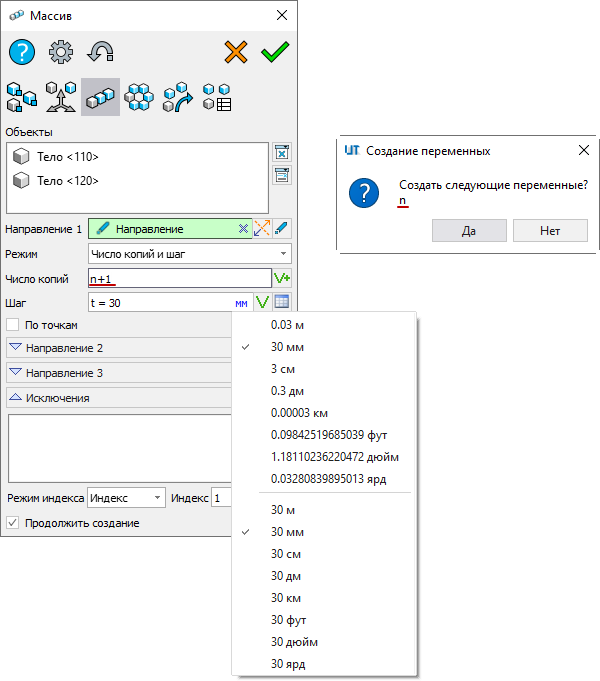 Массив
Объекты
Тело <110>
Тело <120>
Направление 1
Направление
Режим
Число копий и шаг
Число копий
n+1
Шаг
t = 30
мм
По точкам
Направление 2
Направление 3
Исключения
Режим индекса
Индекс
Индекс
1
Продолжить создание
0.03 м
30 мм
3 см
0.3 дм
0.00003 км
0.09842519685039 фут
1.18110236220472 дюйм
0.03280839895013 ярд
30 м
30 мм
30 см
30 дм
30 км
30 фут
30 дюйм
30 ярд
Создание переменных
Создать следующие переменные?
n
Да
Нет